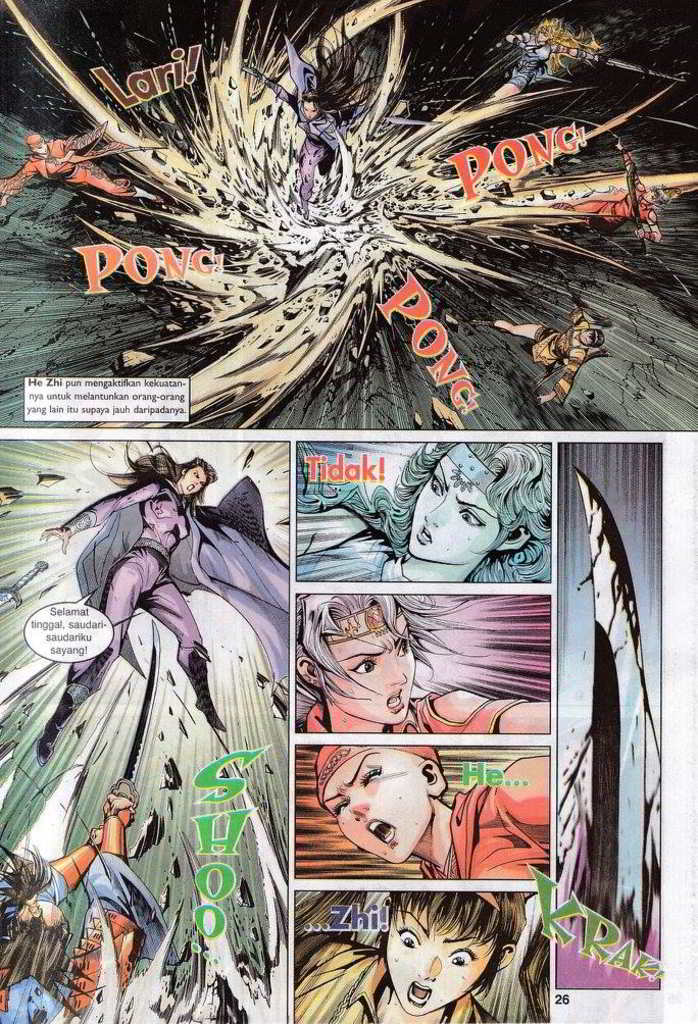 Lari!
PONG!
PONG!
PONG!
He Zhi pun mengaktifkan kekuatan-
nya untuk melantunkan orang-orang
yang lain itu supaya jauh daripadanya.
Selamat
tinggal, saudari-
saudariku
sayang!
SHOO...
Tidak!
He...
...Zhi!
KRAK!
26